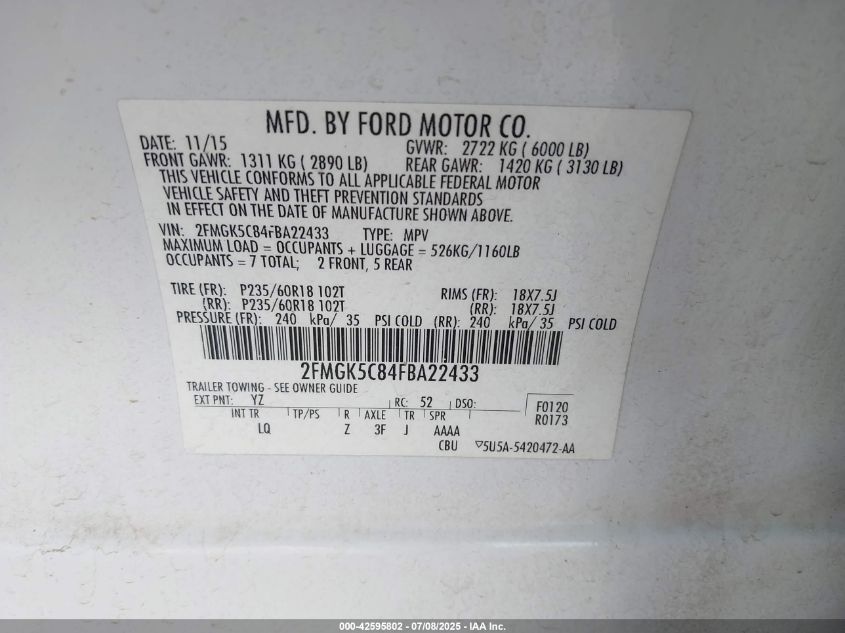 MFD. BY FORD MOTOR CO.
DATE: 11/15 GVWR: 2722 KG ( 6000 LB)
FRONT GAWR: 1311 KG ( 2890 LB) REAR GAWR: 1420 KG ( 3130 LB)
THIS VEHICLE CONFORMS TO ALL APPLICABLE FEDERAL MOTOR
VEHICLE SAFETY AND THEFT PREVENTION STANDARDS
IN EFFECT ON THE DATE OF MANUFACTURE SHOWN ABOVE.
VIN: 2FMGK5C84FBA22433 TYPE: MPV
MAXIMUM LOAD = OCCUPANTS + LUGGAGE = 526KG/1160LB
OCCUPANTS = 7 TOTAL; 2 FRONT, 5 REAR
TIRE (FR): P235/60R18 102T RIMS (FR): 18X7.5J
(RR): P235/60R18 102T (RR): 18X7.5J
PRESSURE (FR): 240 kPa/ 35 PSI COLD (RR): 240 kPa/ 35 PSI COLD
2FMGK5C84FBA22433
TRAILER TOWING - SEE OWNER GUIDE
EXT PNT: YZ RC: 52 DSO: F0120
INT TR TP/PS R AXLE TR SPR R0173
LQ Z 3F J AAAA
CBU ▽5U5A-5420472-AA
000-42595802 - 07/08/2025 - IAA Inc.